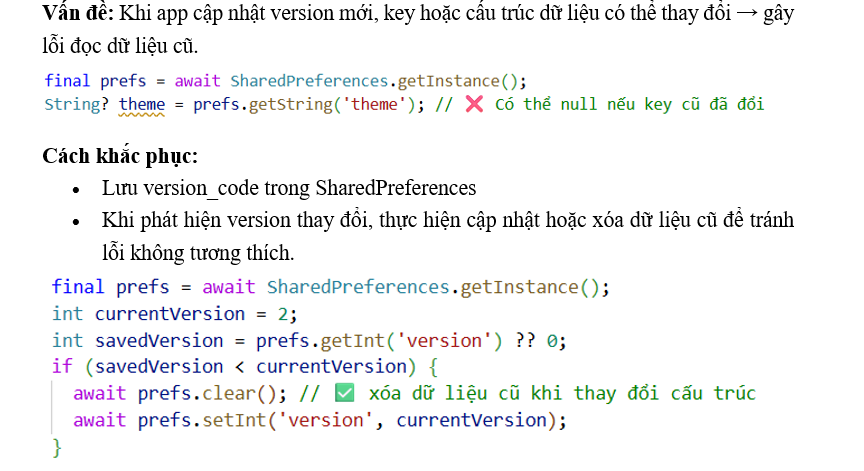 Vấn đề: Khi app cập nhật version mới, key hoặc cấu trúc dữ liệu có thể thay đổi → gây
lỗi đọc dữ liệu cũ.
final prefs = await SharedPreferences.getInstance();
String? theme = prefs.getString('theme'); // ❌ Có thể null nếu key cũ đã đổi
Cách khắc phục:
• Lưu version_code trong SharedPreferences
• Khi phát hiện version thay đổi, thực hiện cập nhật hoặc xóa dữ liệu cũ để tránh
lỗi không tương thích.
final prefs = await SharedPreferences.getInstance();
int currentVersion = 2;
int savedVersion = prefs.getInt('version') ?? 0;
if (savedVersion < currentVersion) {
  await prefs.clear(); // ✅ xóa dữ liệu cũ khi thay đổi cấu trúc
  await prefs.setInt('version', currentVersion);
}